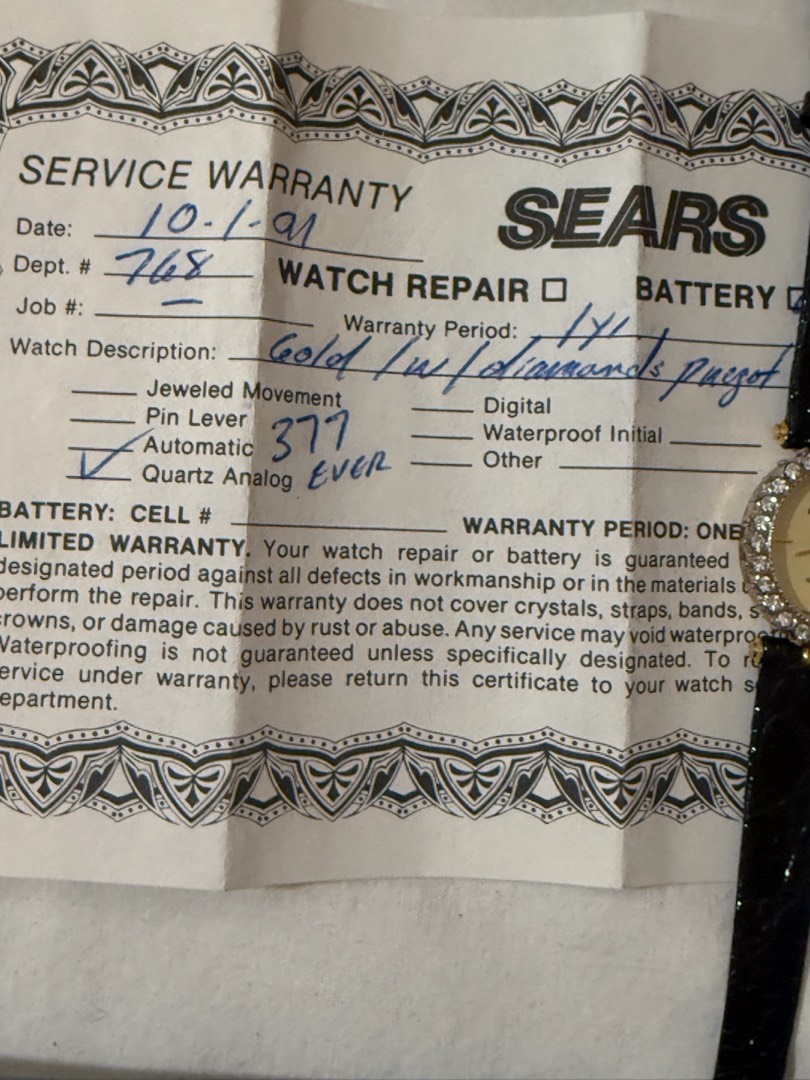 SERVICE WARRANTY
SEARS
Date: 10-1-91
Dept. # 768
WATCH REPAIR ☐ BATTERY
Job #:
Warranty Period: 1 yr
Watch Description: Gold /w/ diamonds
Jeweled Movement
Pin Lever
Automatic 377
Quartz Analog EVER
Digital
Waterproof Initial
Other
BATTERY: CELL # WARRANTY PERIOD: ONE
LIMITED WARRANTY. Your watch repair or battery is guaranteed
designated period against all defects in workmanship or in the materials
perform the repair. This warranty does not cover crystals, straps, bands, s
crowns, or damage caused by rust or abuse. Any service may void waterproo
Waterproofing is not guaranteed unless specifically designated. To r
ervice under warranty, please return this certificate to your watch s
epartment.